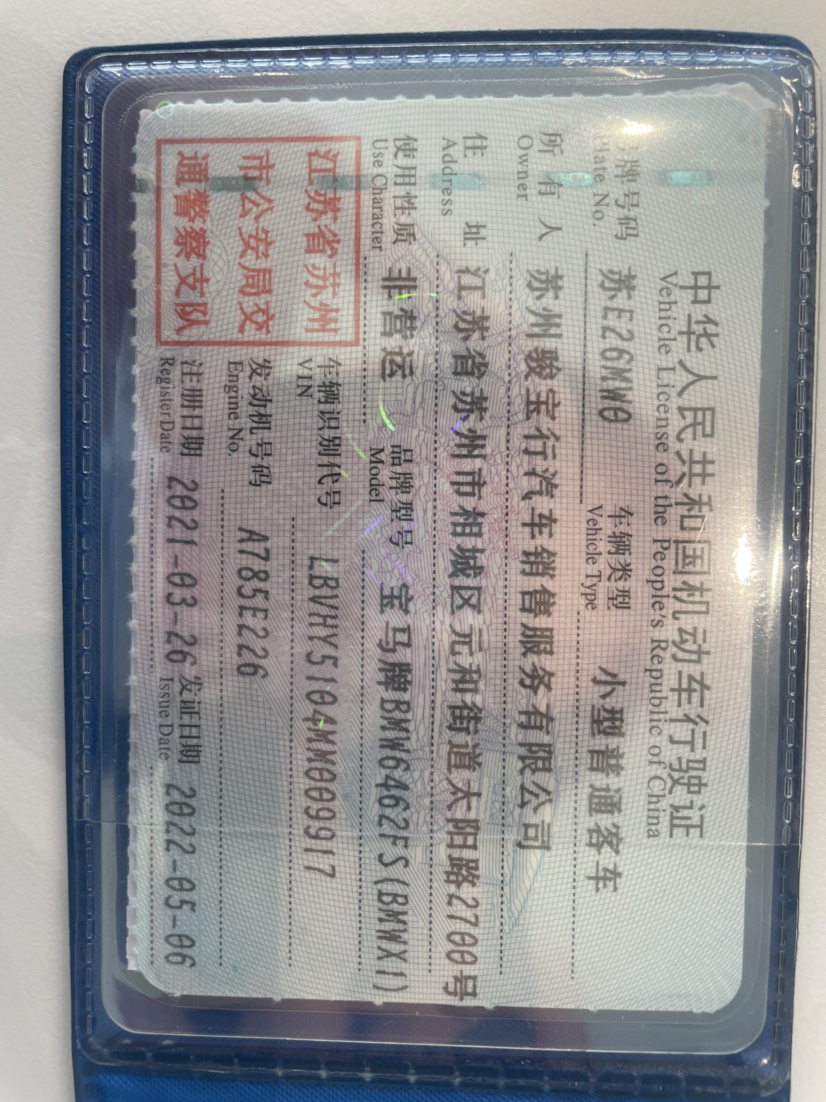 中华人民共和国机动车行驶证
Vehicle License of the People's Republic of China
号牌号码 苏E26MW0 车辆类型 小型普通客车
Plate No. Vehicle Type
所有人 苏州骏宝行汽车销售服务有限公司
Owner
住址 江苏省苏州市相城区元和街道太阳路2700号
Address
使用性质 非营运 品牌型号 宝马牌BMW6462FS(BMWX1)
Use Character Model
江苏省苏州
市公安局交
通警察支队
车辆识别代号 LBVHY5104MM009917
VIN
发动机号码 A785E226
Engine No.
注册日期 2021-03-26 发证日期 2022-05-06
Register Date Issue Date